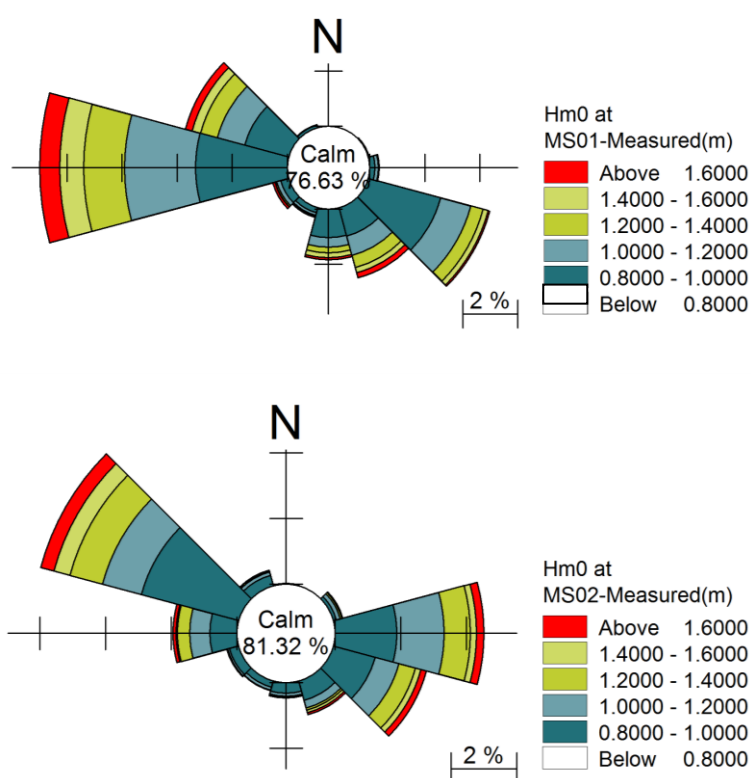 N
Calm
76.63 %
2 %
Hm0 at
MS01-Measured(m)
Above 1.6000
1.4000 - 1.6000
1.2000 - 1.4000
1.0000 - 1.2000
0.8000 - 1.0000
Below 0.8000
N
Calm
81.32 %
2 %
Hm0 at
MS02-Measured(m)
Above 1.6000
1.4000 - 1.6000
1.2000 - 1.4000
1.0000 - 1.2000
0.8000 - 1.0000
Below 0.8000